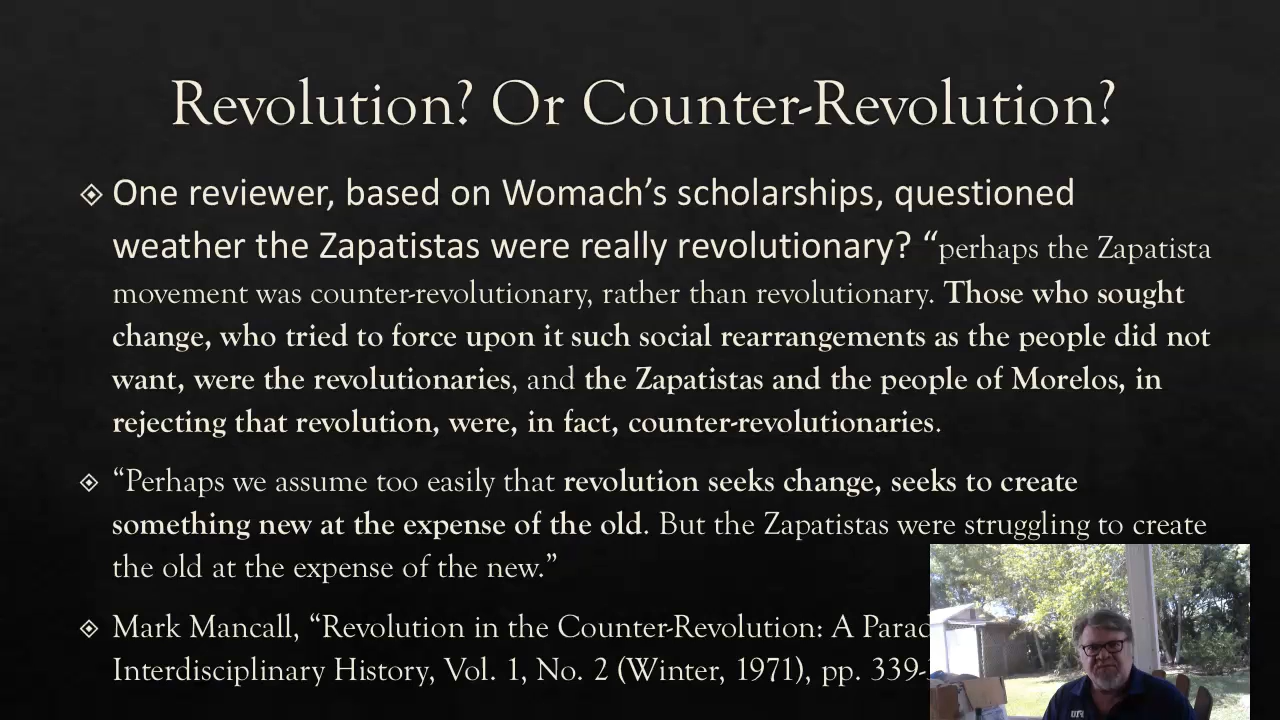 Revolution? Or Counter-Revolution?
One reviewer, based on Womach’s scholarships, questioned
weather the Zapatistas were really revolutionary? “perhaps the Zapatista
movement was counter-revolutionary, rather than revolutionary. Those who sought
change, who tried to force upon it such social rearrangements as the people did not
want, were the revolutionaries, and the Zapatistas and the people of Morelos, in
rejecting that revolution, were, in fact, counter-revolutionaries.
“Perhaps we assume too easily that revolution seeks change, seeks to create
something new at the expense of the old. But the Zapatistas were struggling to create
the old at the expense of the new.”
Mark Mancall, “Revolution in the Counter-Revolution: A
Interdisciplinary History, Vol. 1, No. 2 (Winter, 1971), pp. 339-